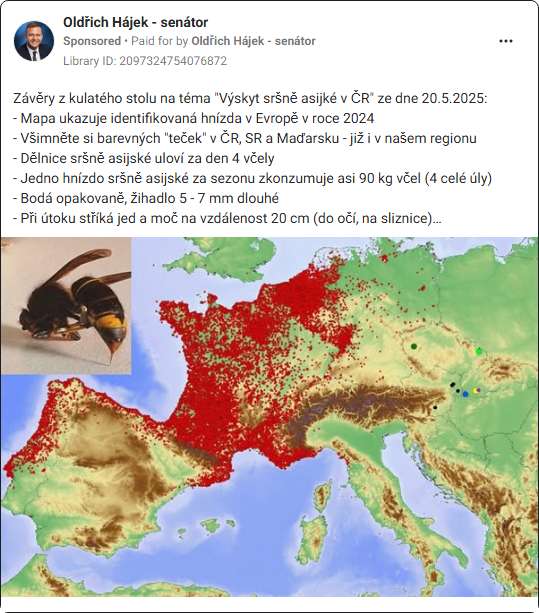 Oldřich Hájek - senátor
Sponsored • Paid for by Oldřich Hájek - senátor
Library ID: 2097324754076872
Závěry z kulatého stolu na téma "Výskyt sršně asijké v ČR" ze dne 20.5.2025:
- Mapa ukazuje identifikovaná hnízda v Evropě v roce 2024
- Všimněte si barevných "teček" v ČR, SR a Maďarsku - již i v našem regionu
- Dělnice sršně asijské uloví za den 4 včely
- Jedno hnízdo sršně asijské za sezonu zkonzumuje asi 90 kg včel (4 celé úly)
- Bodá opakovaně, žihadlo 5 - 7 mm dlouhé
- Při útoku stříká jed a moč na vzdálenost 20 cm (do očí, na sliznice)...